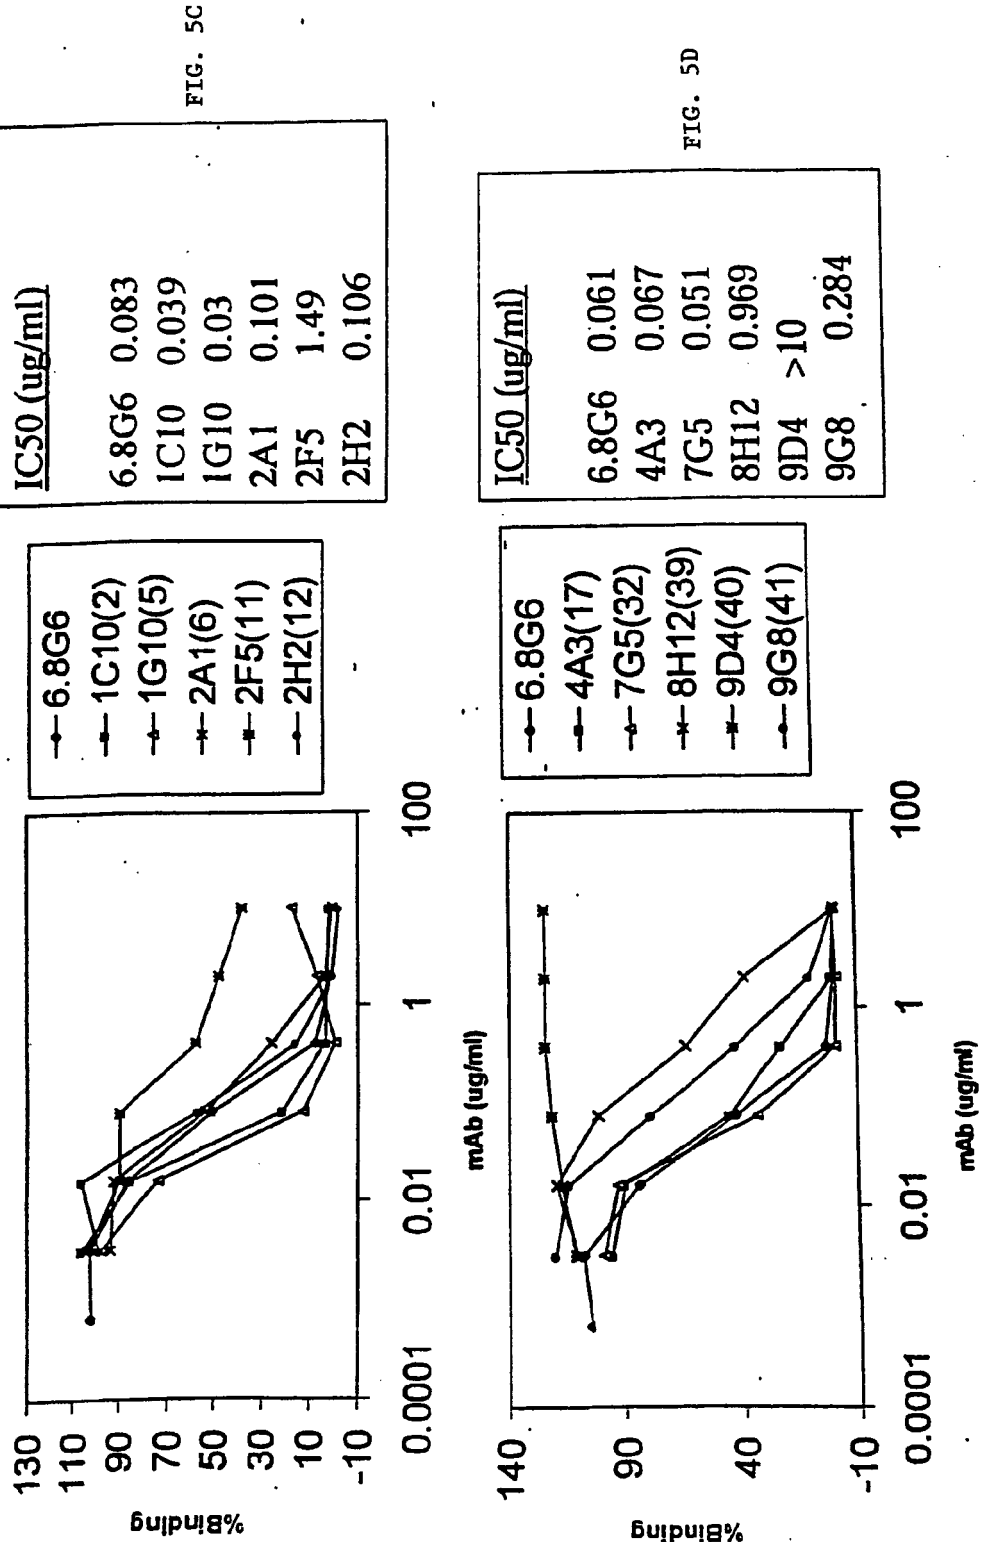 %Binding
130
110
90
70
50
30
10
-10
0.0001
0.01
1
100
mAb (ug/ml)
6.8G6
1C10(2)
1G10(5)
2A1(6)
2F5(11)
2H2(12)
IC50 (ug/ml)
6.8G6 0.083
1C10 0.039
1G10 0.03
2A1 0.101
2F5 1.49
2H2 0.106
FIG. 5C
%Binding
140
90
40
-10
0.0001
0.01
1
100
mAb (ug/ml)
6.8G6
4A3(17)
7G5(32)
8H12(39)
9D4(40)
9G8(41)
IC50 (ug/ml)
6.8G6 0.061
4A3 0.067
7G5 0.051
8H12 0.969
9D4 >10
9G8 0.284
FIG. 5D